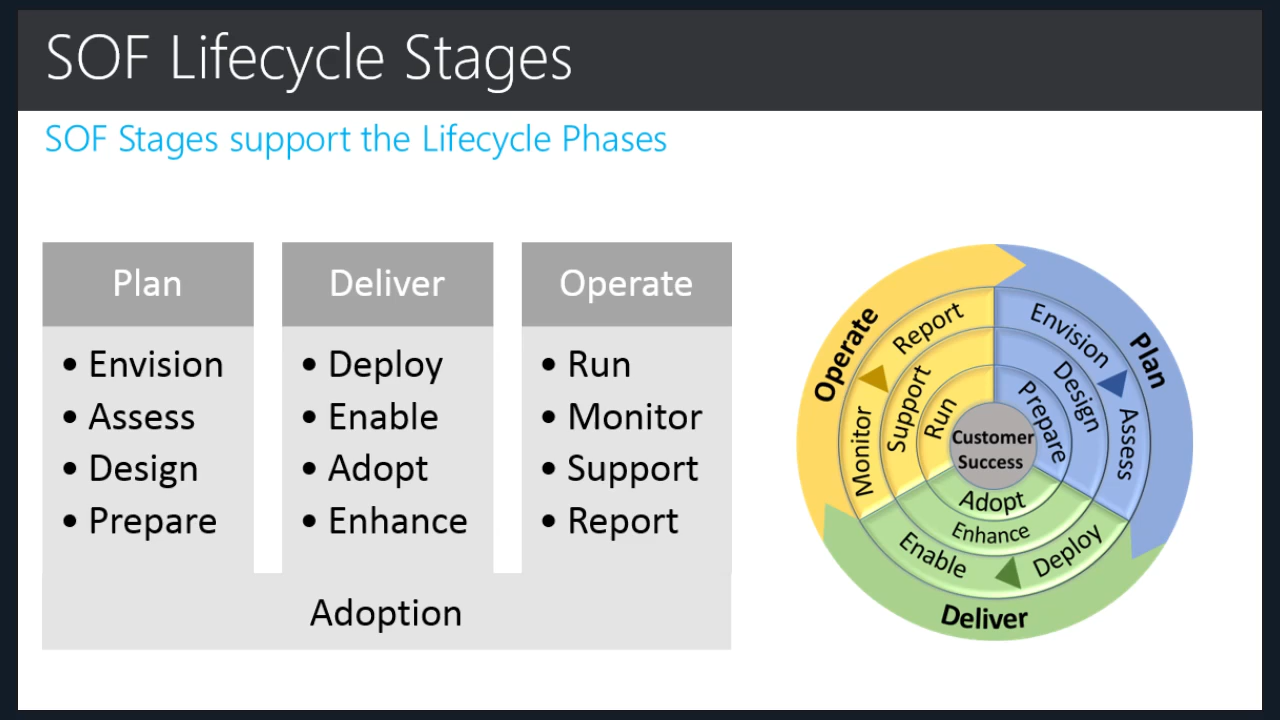 SOF Lifecycle Stages
SOF Stages support the Lifecycle Phases
Plan
• Envision
• Assess
• Design
• Prepare
Deliver
• Deploy
• Enable
• Adopt
• Enhance
Operate
• Run
• Monitor
• Support
• Report
Adoption
Operate
Report
Monitor
Support
Run
Plan
Envision
Assess
Design
Prepare
Customer
Success
Adopt
Enhance
Enable
Deploy
Deliver